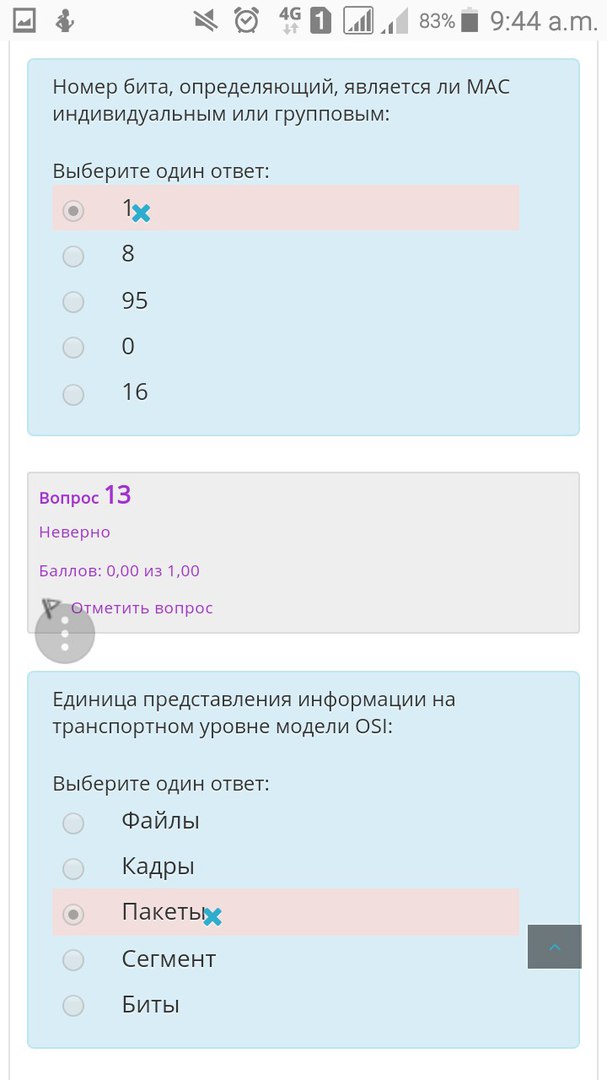 4G 1 83% 9:44 a.m.
Номер бита, определяющий, является ли MAC
индивидуальным или групповым:
Выберите один ответ:
1
8
95
0
16
Вопрос 13
Неверно
Баллов: 0,00 из 1,00
Отметить вопрос
Единица представления информации на
транспортном уровне модели OSI:
Выберите один ответ:
Файлы
Кадры
Пакеты
Сегмент
Биты